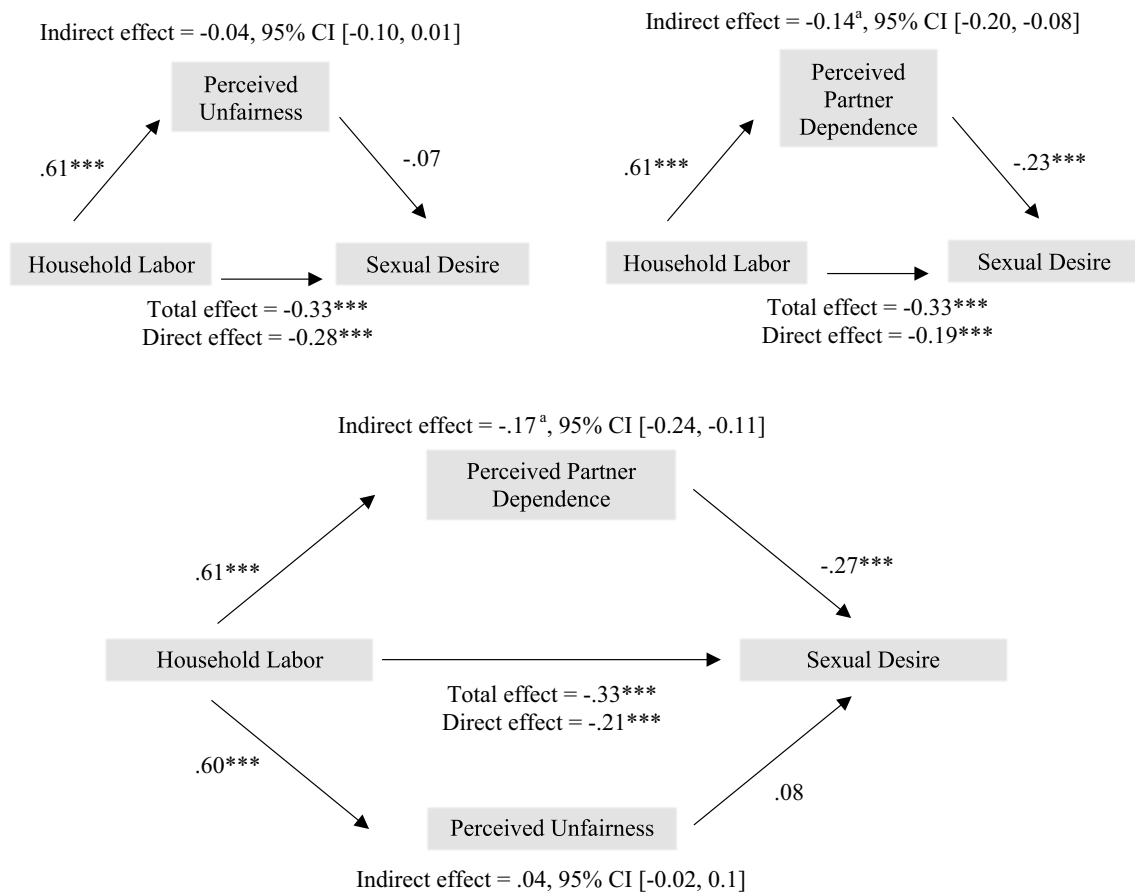 Indirect effect = -0.04, 95% CI [-0.10, 0.01]
Perceived
Unfairness
.61***
-.07
Household Labor
Sexual Desire
Total effect = -0.33***
Direct effect = -0.28***
Indirect effect = -0.14ᵃ, 95% CI [-0.20, -0.08]
Perceived
Partner
Dependence
.61***
-.23***
Household Labor
Sexual Desire
Total effect = -0.33***
Direct effect = -0.19***
Indirect effect = -.17ᵃ, 95% CI [-0.24, -0.11]
Perceived Partner
Dependence
.61***
-.27***
Household Labor
Sexual Desire
Total effect = -.33***
Direct effect = -.21***
.60***
.08
Perceived Unfairness
Indirect effect = .04, 95% CI [-0.02, 0.1]